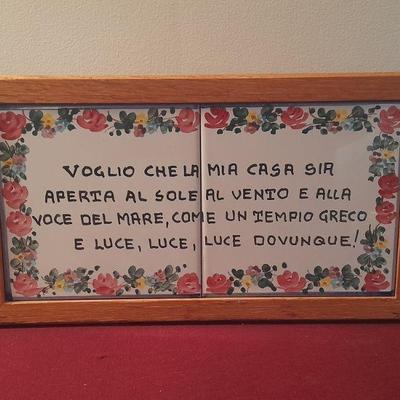 VOGLIO CHE LA MIA CASA SIA
APERTA AL SOLE AL VENTO E ALLA
VOCE DEL MARE, COME UN TEMPIO GRECO
E LUCE, LUCE, LUCE DOVUNQUE!